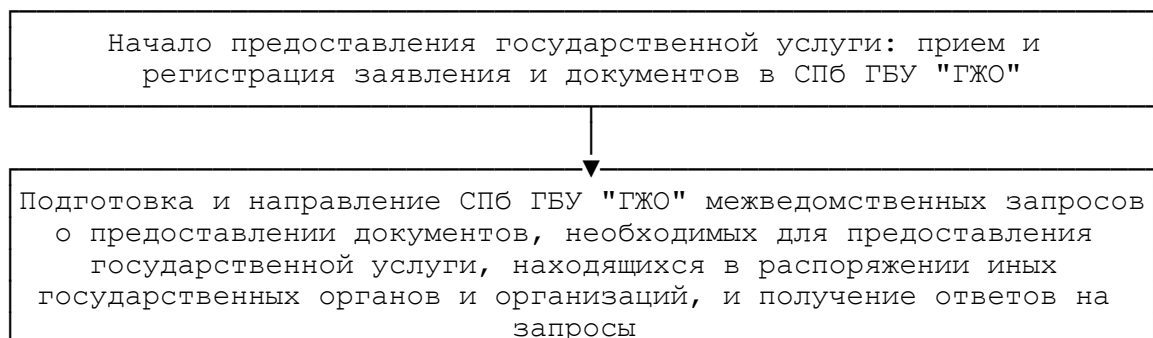 Начало предоставления государственной услуги: прием и
регистрация заявления и документов в СПб ГБУ "ГЖО"
Подготовка и направление СПб ГБУ "ГЖО" межведомственных запросов
о предоставлении документов, необходимых для предоставления
государственной услуги, находящихся в распоряжении иных
государственных органов и организаций, и получение ответов на
запросы